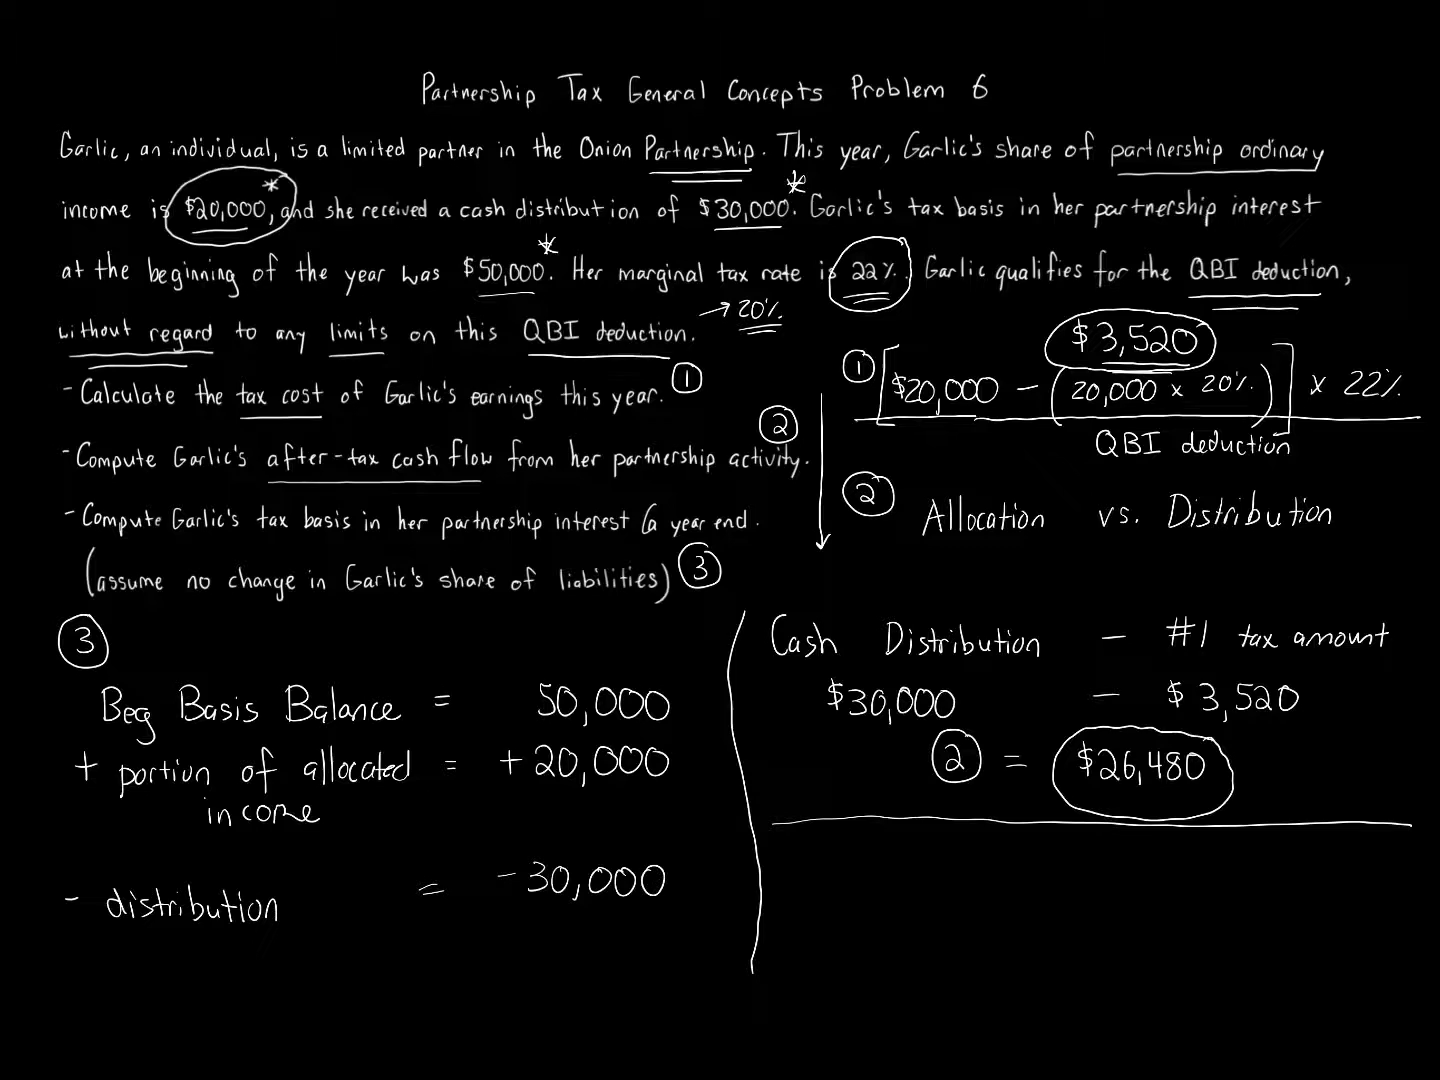 Partnership Tax General Concepts Problem 6
Garlic, an individual, is a limited partner in the Onion Partnership. This year, Garlic's share of partnership ordinary
income is $20,000*, and she received a cash distribution of $30,000*. Garlic's tax basis in her partnership interest
at the beginning of the year was $50,000*. Her marginal tax rate is 22%. Garlic qualifies for the QBI deduction,
without regard to any limits on this QBI deduction. → 20%
- Calculate the tax cost of Garlic's earnings this year. ①
- Compute Garlic's after-tax cash flow from her partnership activity. ②
- Compute Garlic's tax basis in her partnership interest @ year end.
(assume no change in Garlic's share of liabilities) ③
$3,520
① [$20,000 - (20,000 x 20%)] x 22%
QBI deduction
② Allocation vs. Distribution
Cash Distribution - #1 tax amount
$30,000 - $3,520
② = $26,480
③
Beg Basis Balance = 50,000
+ portion of allocated = +20,000
income
- distribution = -30,000